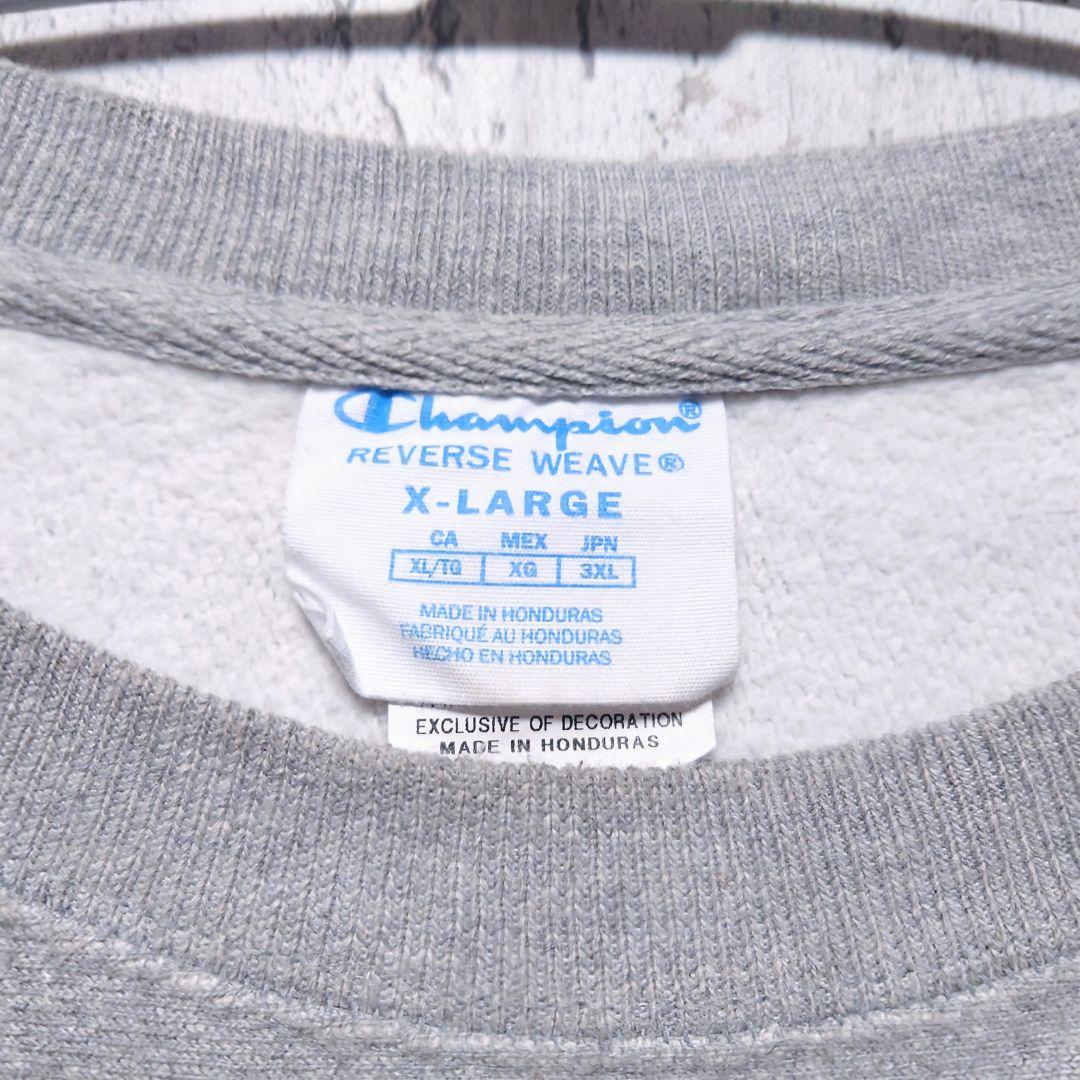 Champion®
REVERSE WEAVE®
X-LARGE
CA MEX JPN
XL/TG XG 3XL
MADE IN HONDURAS
FABRIQUÉ AU HONDURAS
HECHO EN HONDURAS
EXCLUSIVE OF DECORATION
MADE IN HONDURAS